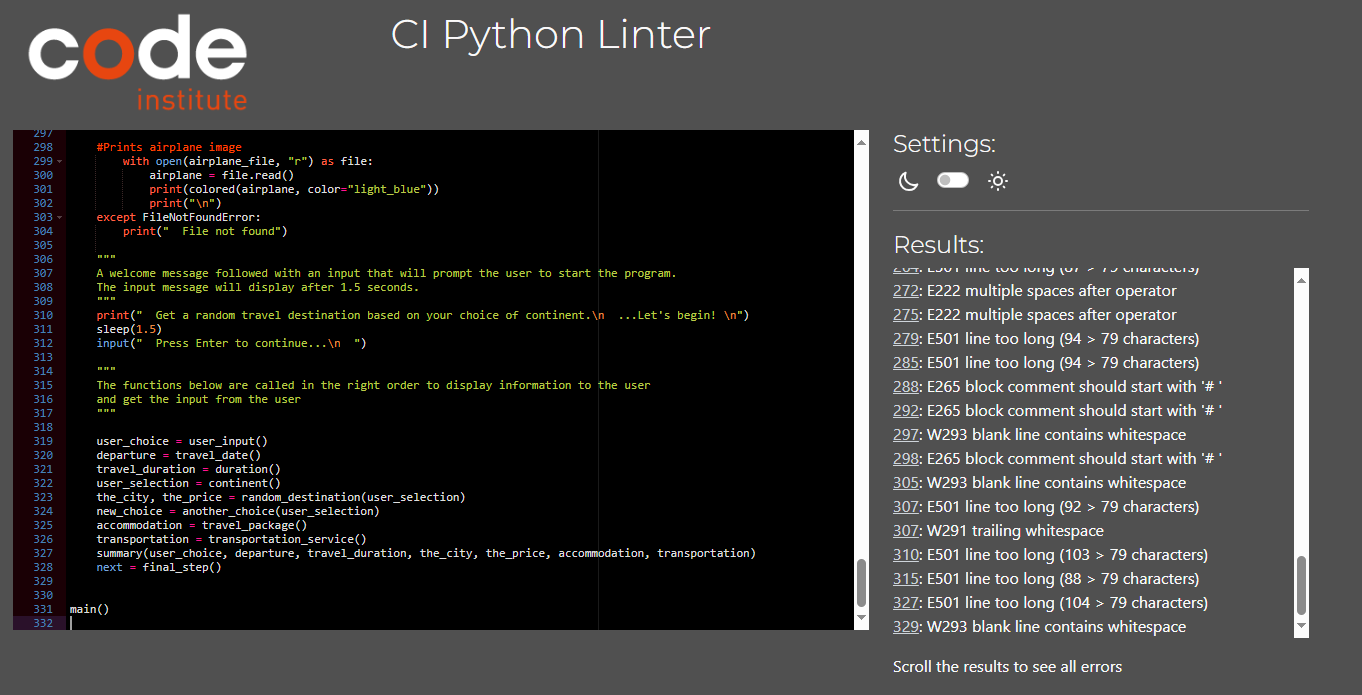 code
institute
CI Python Linter
297
298 #Prints airplane image
299 with open(airplane_file, "r") as file:
300 airplane = file.read()
301 print(colored(airplane, color="light_blue"))
302 print("\n")
303 except FileNotFoundError:
304 print("  File not found")
305
306 """
307 A welcome message followed with an input that will prompt the user to start the program.
308 The input message will display after 1.5 seconds.
309 """
310 print("  Get a random travel destination based on your choice of continent.\n  ...Let's begin! \n")
311 sleep(1.5)
312 input("  Press Enter to continue...\n  ")
313
314 """
315 The functions below are called in the right order to display information to the user
316 and get the input from the user
317 """
318
319 user_choice = user_input()
320 departure = travel_date()
321 travel_duration = duration()
322 user_selection = continent()
323 the_city, the_price = random_destination(user_selection)
324 new_choice = another_choice(user_selection)
325 accommodation = travel_package()
326 transportation = transportation_service()
327 summary(user_choice, departure, travel_duration, the_city, the_price, accommodation, transportation)
328 next = final_step()
329
330
331 main()
332
Settings:
Results:
264: E501 line too long (87 > 79 characters)
272: E222 multiple spaces after operator
275: E222 multiple spaces after operator
279: E501 line too long (94 > 79 characters)
285: E501 line too long (94 > 79 characters)
288: E265 block comment should start with '# '
292: E265 block comment should start with '# '
297: W293 blank line contains whitespace
298: E265 block comment should start with '# '
305: W293 blank line contains whitespace
307: E501 line too long (92 > 79 characters)
307: W291 trailing whitespace
310: E501 line too long (103 > 79 characters)
315: E501 line too long (88 > 79 characters)
327: E501 line too long (104 > 79 characters)
329: W293 blank line contains whitespace
Scroll the results to see all errors